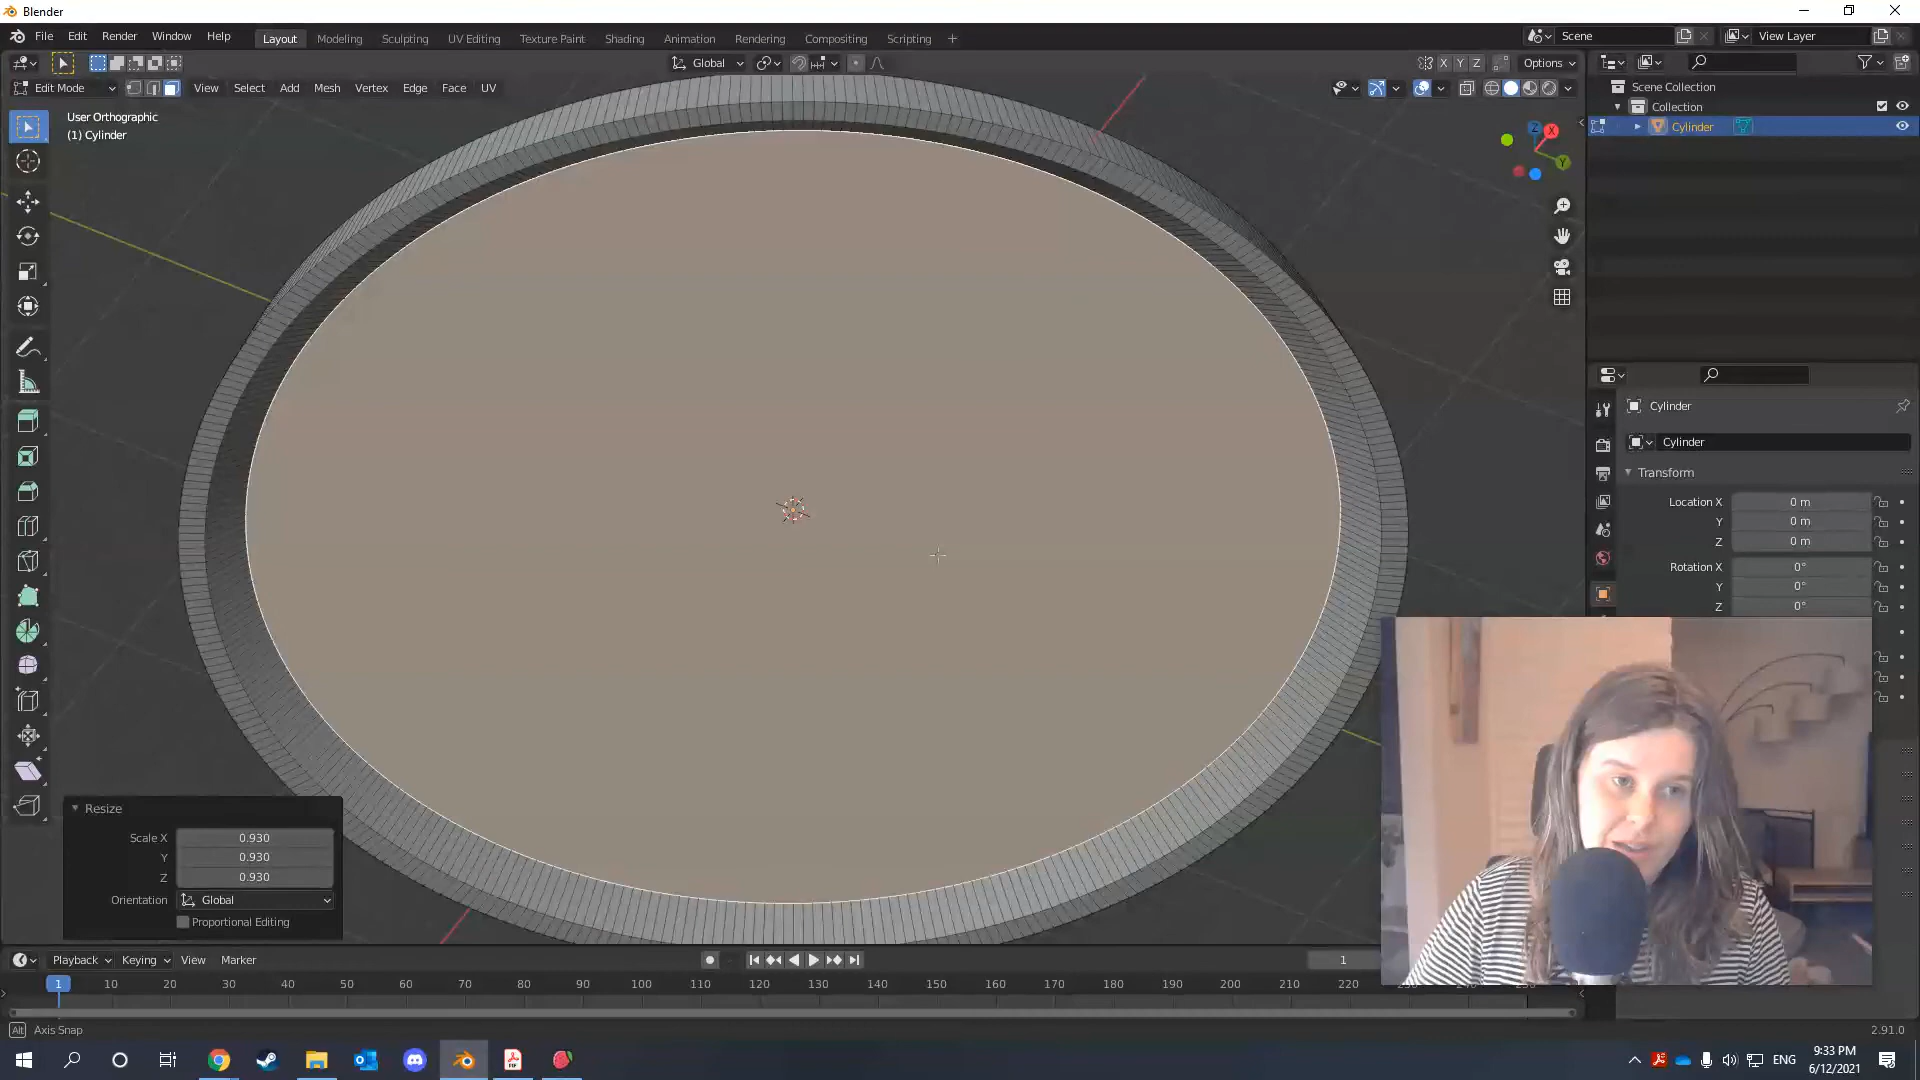 Blender
File Edit Render Window Help
Layout Modeling Sculpting UV Editing Texture Paint Shading Animation Rendering Compositing Scripting
Scene
View Layer
Global
X Y Z
Options
Edit Mode
View Select Add Mesh Vertex Edge Face UV
User Orthographic
(1) Cylinder
Scene Collection
Collection
Cylinder
Z
X
Y
Cylinder
Cylinder
Transform
Location X 0 m
Y 0 m
Z 0 m
Rotation X 0°
Y 0°
Z 0°
Resize
Scale X 0.930
Y 0.930
Z 0.930
Orientation Global
Proportional Editing
Playback Keying View Marker
1
1 10 20 30 40 50 60 70 80 90 100 110 120 130 140 150 160 170 180 190 200 210 220
Alt Axis Snap
2.91.0
ENG
9:33 PM
6/12/2021